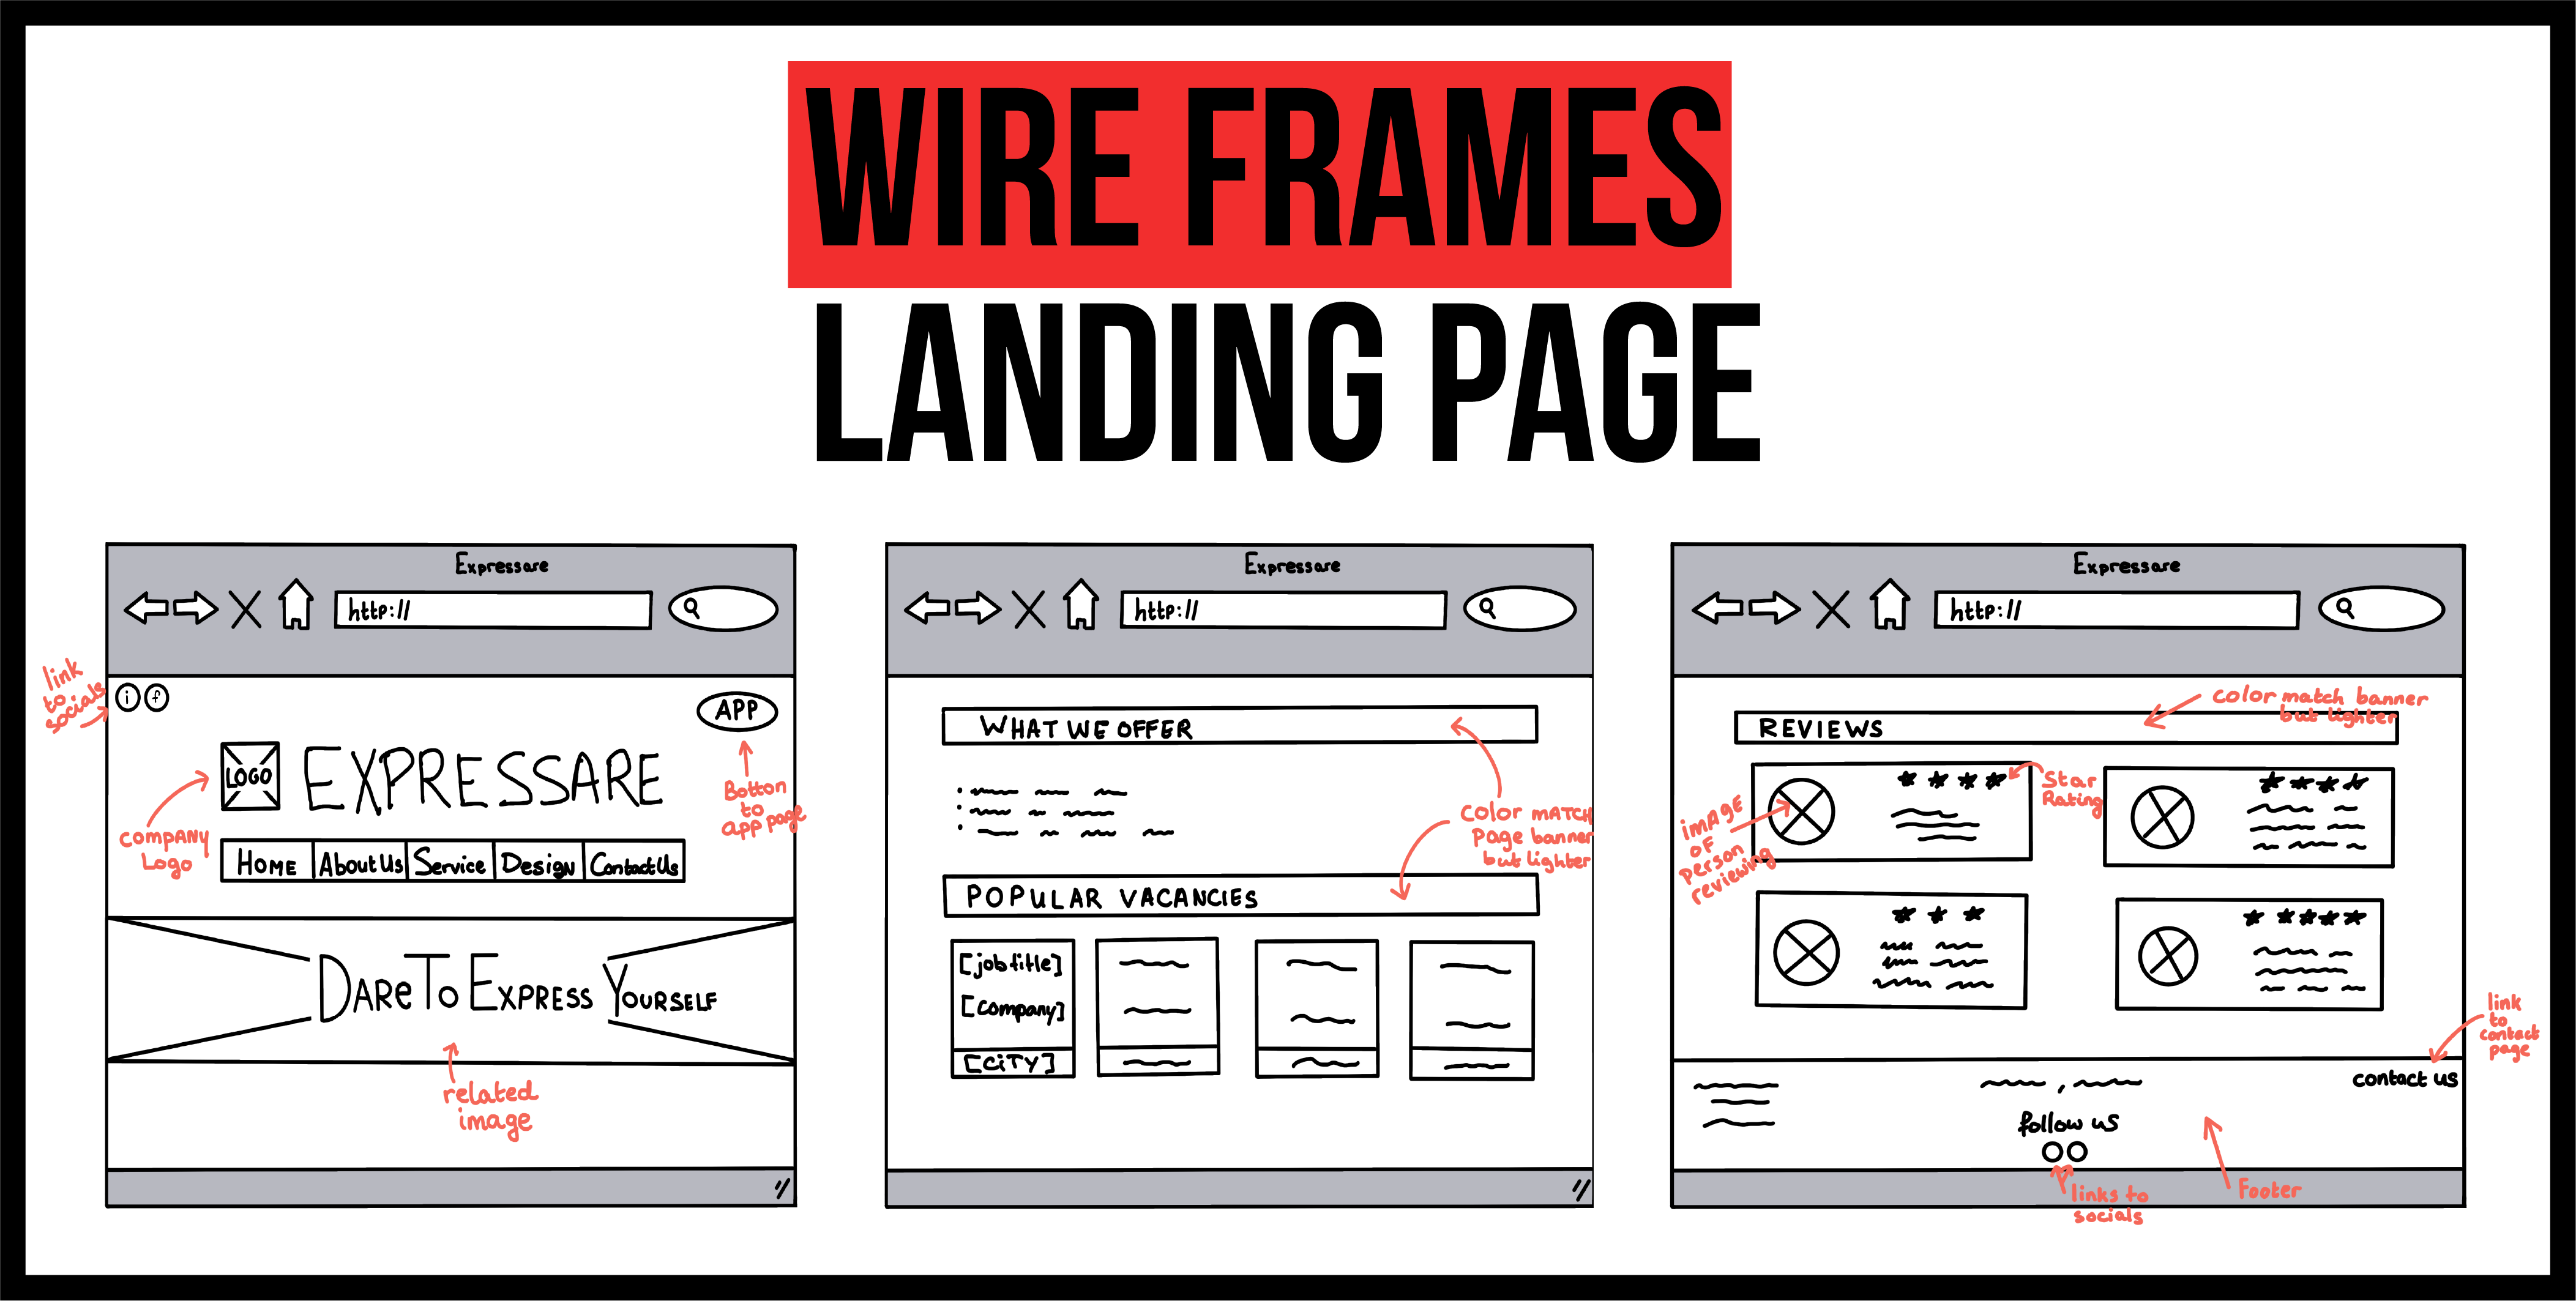 WIRE FRAMES
LANDING PAGE
Expressare
http://
link
to
socials
i f
APP
Botton
to
app page
LOGO
EXPRESSARE
COMPANY
Logo
HOME About Us Service Design Contact Us
DARe To EXPRESS YOURSELF
related
image
Expressare
http://
WHAT WE OFFER
Color MATCH
Page banner
but lighter
POPULAR VACANCIES
[job title]
[company]
[CiTY]
Expressare
http://
color match banner
but lighter
REVIEWS
Star
Rating
iMAGE
OF
person
reviewing
link
to
contact
page
contact us
follow us
links to
socials
Footer